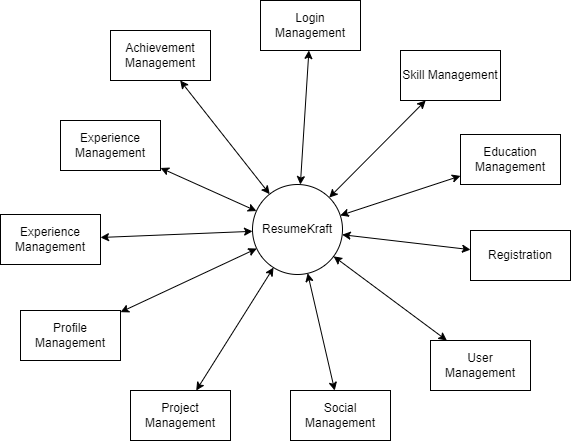 Login
Management
Achievement
Management
Skill Management
Experience
Management
Education
Management
ResumeKraft
Experience
Management
Registration
Profile
Management
User
Management
Project
Management
Social
Management